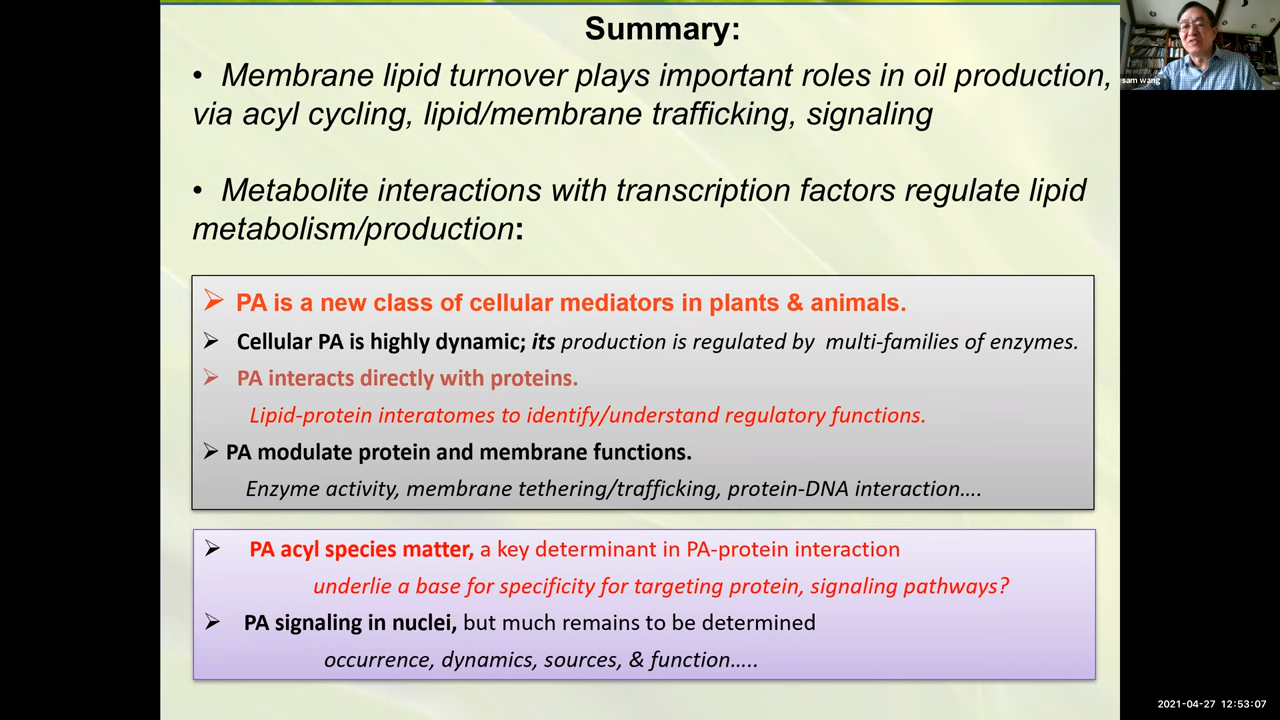 Summary:
• Membrane lipid turnover plays important roles in oil production,
via acyl cycling, lipid/membrane trafficking, signaling
• Metabolite interactions with transcription factors regulate lipid
metabolism/production:
➢ PA is a new class of cellular mediators in plants & animals.
➢ Cellular PA is highly dynamic; its production is regulated by multi-families of enzymes.
➢ PA interacts directly with proteins.
Lipid-protein interatomes to identify/understand regulatory functions.
➢ PA modulate protein and membrane functions.
Enzyme activity, membrane tethering/trafficking, protein-DNA interaction….
➢ PA acyl species matter, a key determinant in PA-protein interaction
underlie a base for specificity for targeting protein, signaling pathways?
➢ PA signaling in nuclei, but much remains to be determined
occurrence, dynamics, sources, & function…..
sam wang
2021-04-27 12:53:07